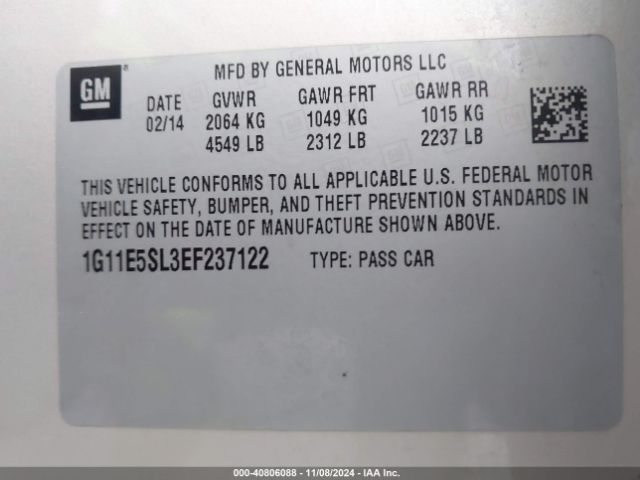 GM ®
MFD BY GENERAL MOTORS LLC
DATE GVWR GAWR FRT GAWR RR
02/14 2064 KG 1049 KG 1015 KG
4549 LB 2312 LB 2237 LB
THIS VEHICLE CONFORMS TO ALL APPLICABLE U.S. FEDERAL MOTOR
VEHICLE SAFETY, BUMPER, AND THEFT PREVENTION STANDARDS IN
EFFECT ON THE DATE OF MANUFACTURE SHOWN ABOVE.
1G11E5SL3EF237122 TYPE: PASS CAR
000-40806088 - 11/08/2024 - IAA Inc.